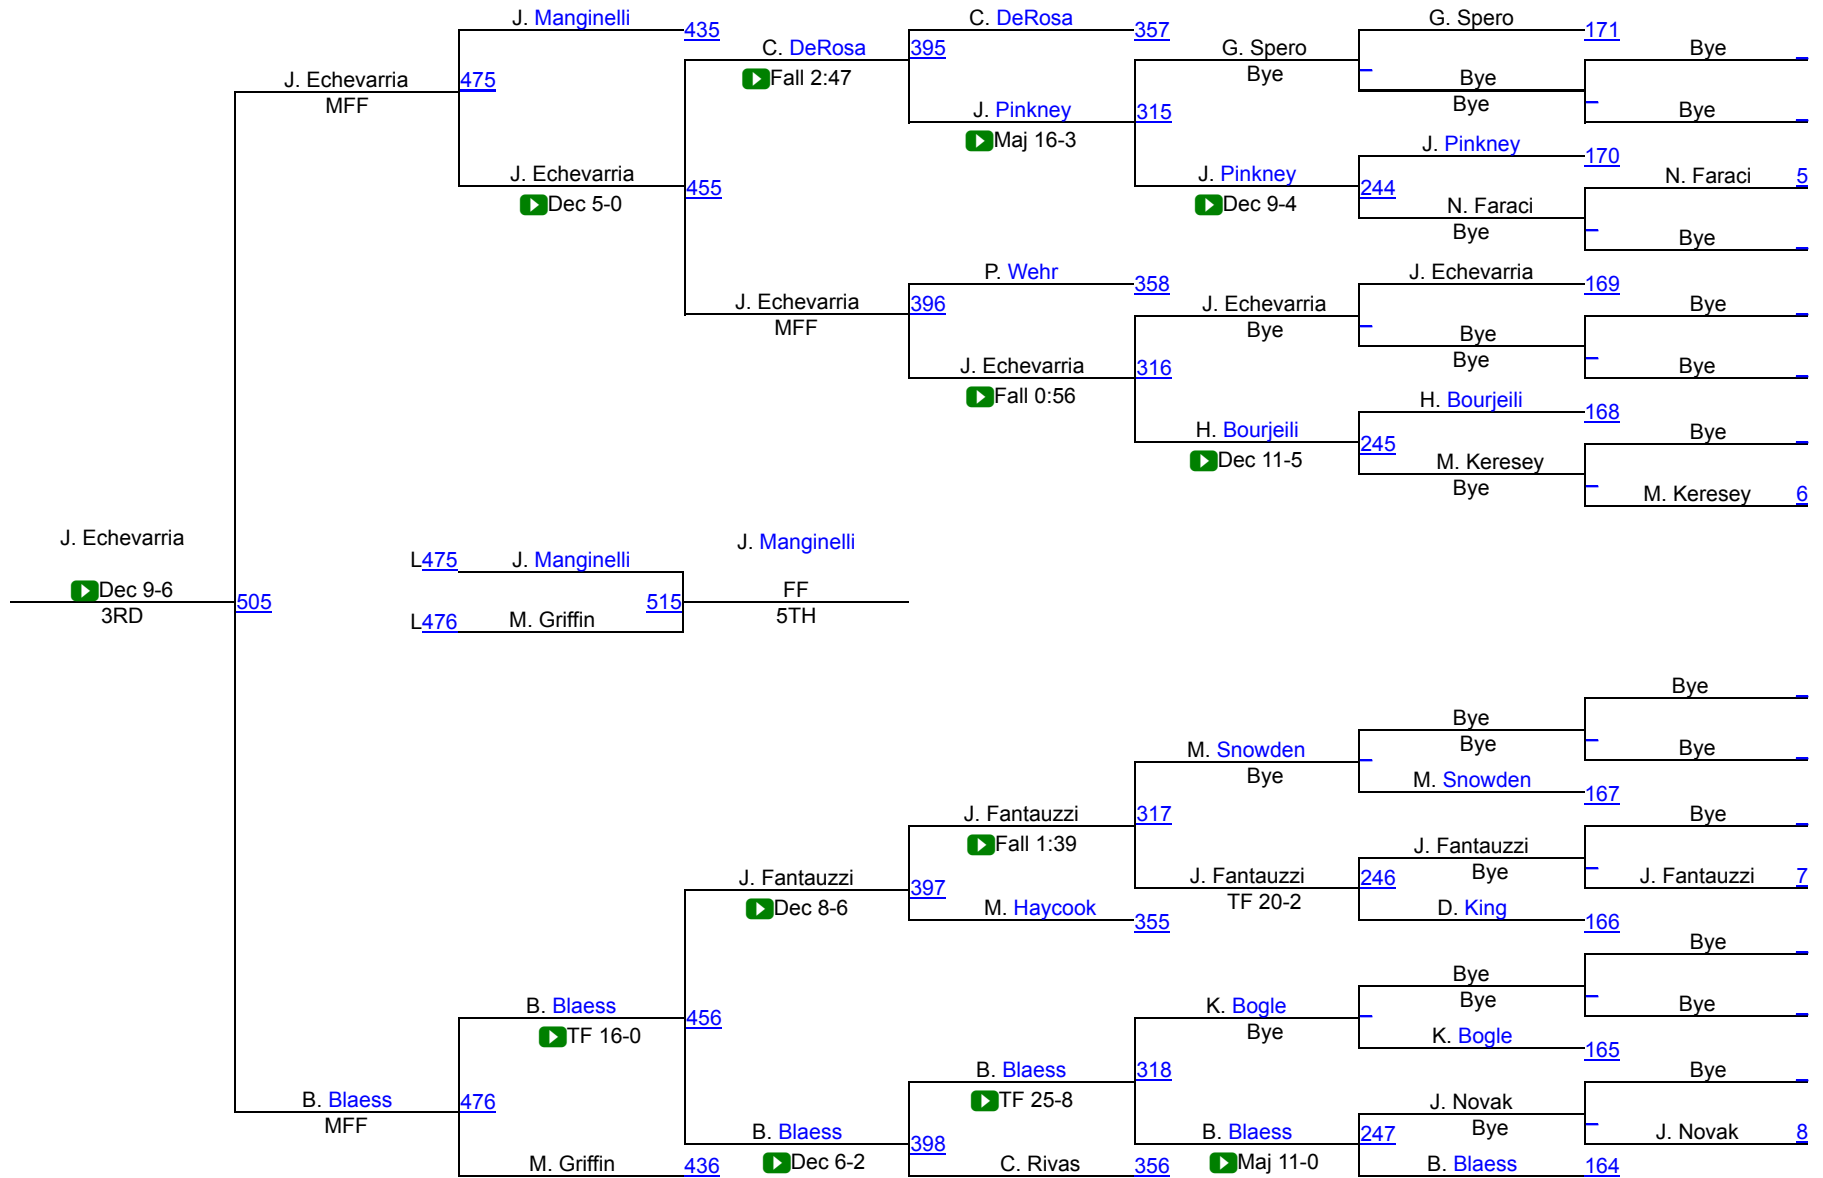 J. Manginelli
435
C. DeRosa
357
G. Spero
171
J. Echevarria
475
MFF
C. DeRosa
395
Fall 2:47
G. Spero
Bye
Bye
Bye
Bye
Bye
J. Pinkney
315
Maj 16-3
J. Pinkney
170
J. Echevarria
455
Dec 5-0
J. Pinkney
244
Dec 9-4
N. Faraci
5
N. Faraci
Bye
Bye
P. Wehr
358
J. Echevarria
169
J. Echevarria
396
MFF
J. Echevarria
Bye
Bye
Bye
Bye
Bye
J. Echevarria
316
Fall 0:56
H. Bourjeili
168
H. Bourjeili
245
Dec 11-5
Bye
M. Keresey
Bye
M. Keresey
6
J. Echevarria
Dec 9-6
505
3RD
L475
J. Manginelli
J. Manginelli
515
FF
5TH
L476
M. Griffin
Bye
Bye
Bye
Bye
M. Snowden
Bye
M. Snowden
167
J. Fantauzzi
317
Fall 1:39
Bye
J. Fantauzzi
Bye
J. Fantauzzi
7
J. Fantauzzi
397
Dec 8-6
J. Fantauzzi
246
TF 20-2
M. Haycook
355
D. King
166
Bye
Bye
Bye
Bye
B. Blaess
456
TF 16-0
K. Bogle
Bye
K. Bogle
165
B. Blaess
318
TF 25-8
Bye
B. Blaess
476
MFF
J. Novak
Bye
J. Novak
8
B. Blaess
398
Dec 6-2
B. Blaess
247
Maj 11-0
M. Griffin
436
C. Rivas
356
B. Blaess
164